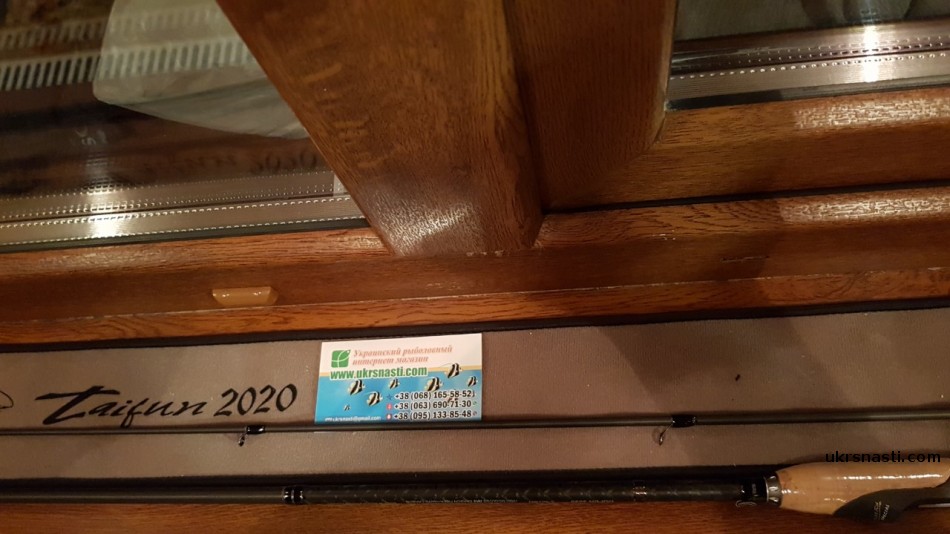 Taifun 2020
Украинский рыболовный
интернет магазин
www.ukrsnasti.com
+38 (068) 165-58-52
+38 (063) 690-71-30
+38 (095) 133-85-48
ukrsnasti.com